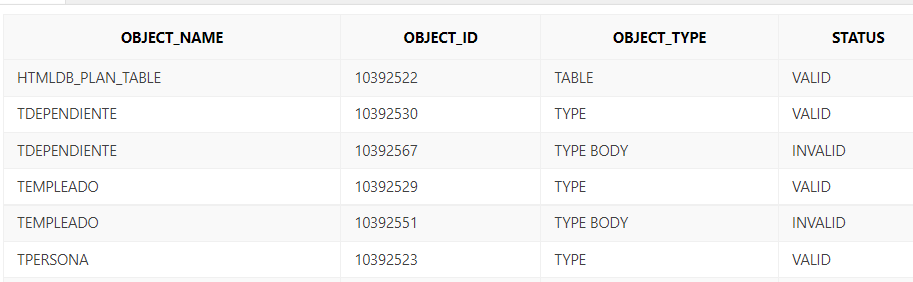 OBJECT_NAME OBJECT_ID OBJECT_TYPE STATUS
HTMLDB_PLAN_TABLE 10392522 TABLE VALID
TDEPENDIENTE 10392530 TYPE VALID
TDEPENDIENTE 10392567 TYPE BODY INVALID
TEMPLEADO 10392529 TYPE VALID
TEMPLEADO 10392551 TYPE BODY INVALID
TPERSONA 10392523 TYPE VALID